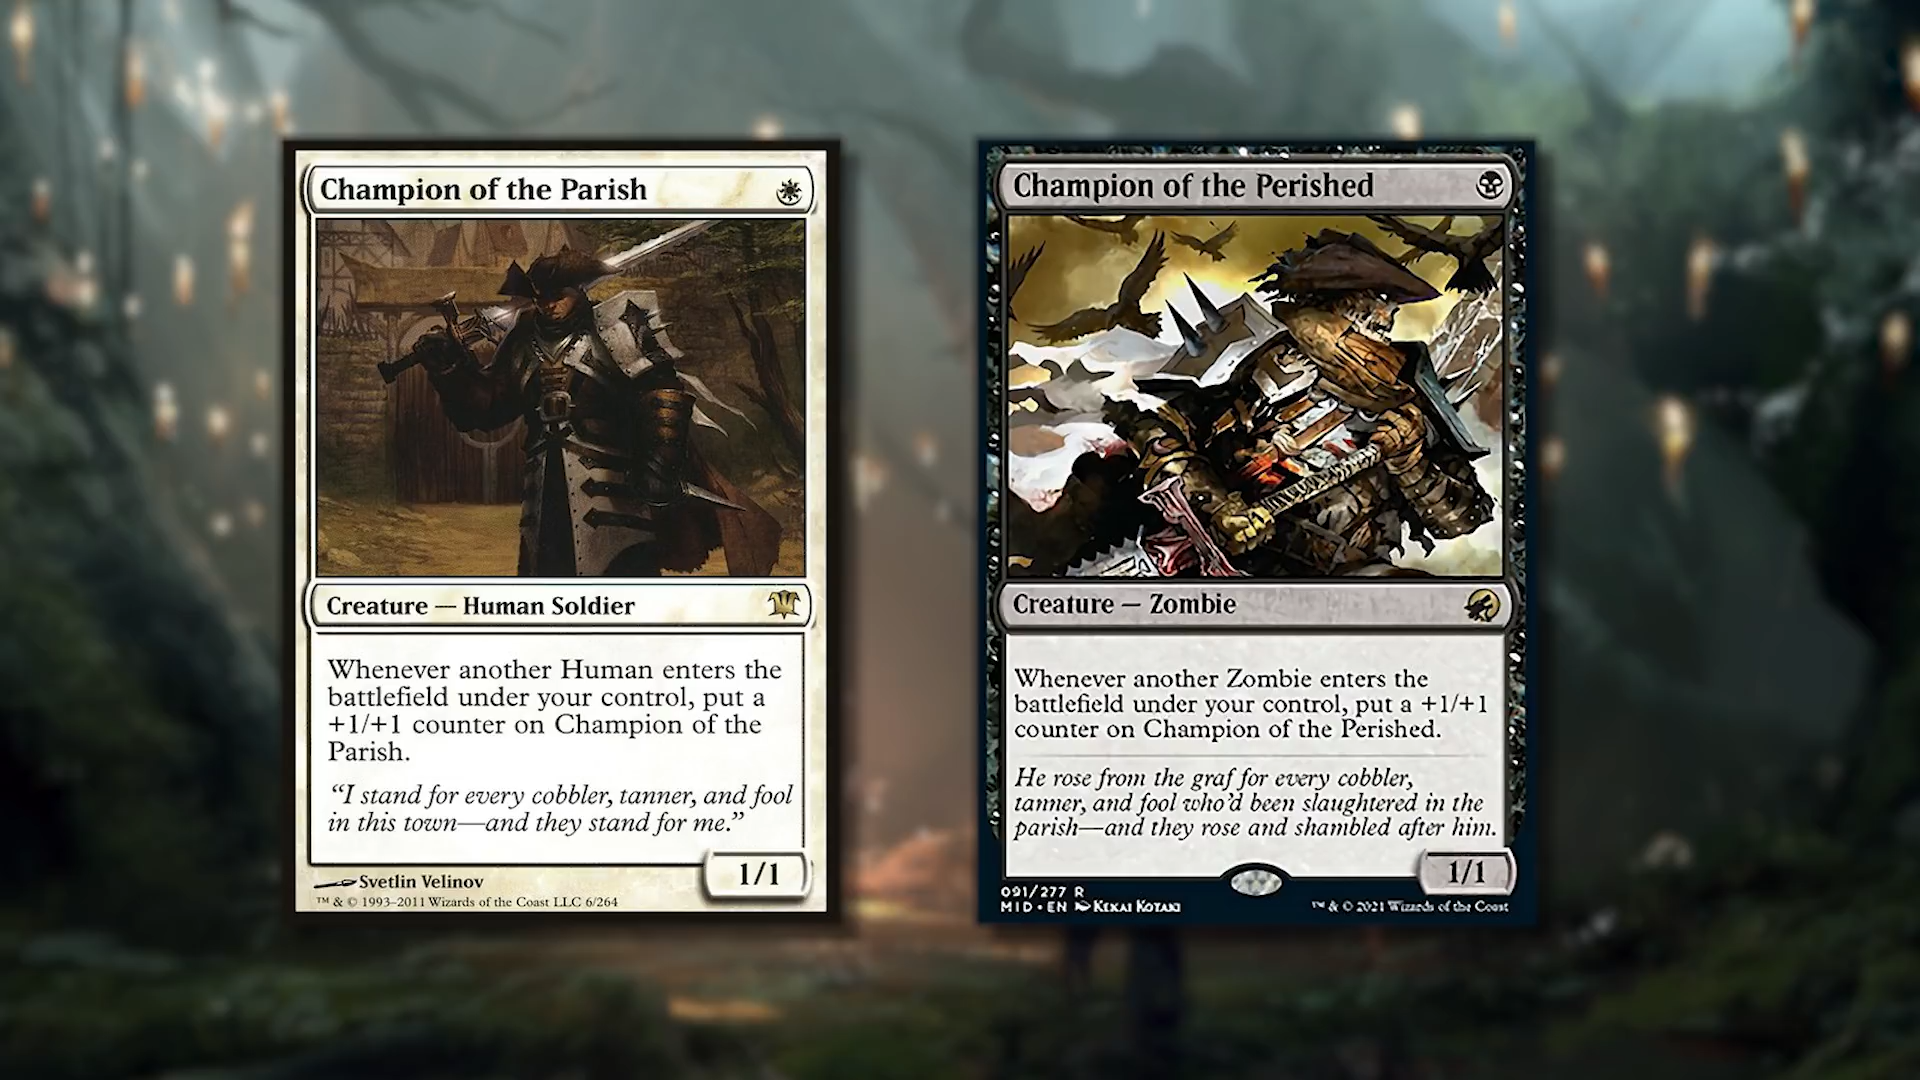 Champion of the Parish
Creature — Human Soldier
Whenever another Human enters the
battlefield under your control, put a
+1/+1 counter on Champion of the
Parish.
“I stand for every cobbler, tanner, and fool
in this town—and they stand for me.”
1/1
Svetlin Velinov
™ & © 1993–2011 Wizards of the Coast LLC 6/264
Champion of the Perished
Creature — Zombie
Whenever another Zombie enters the
battlefield under your control, put a +1/+1
counter on Champion of the Perished.
He rose from the graf for every cobbler,
tanner, and fool who’d been slaughtered in the
parish—and they rose and shambled after him.
1/1
091/277 R
MID • EN Kekai Kotaki
™ & © 2021 Wizards of the Coast